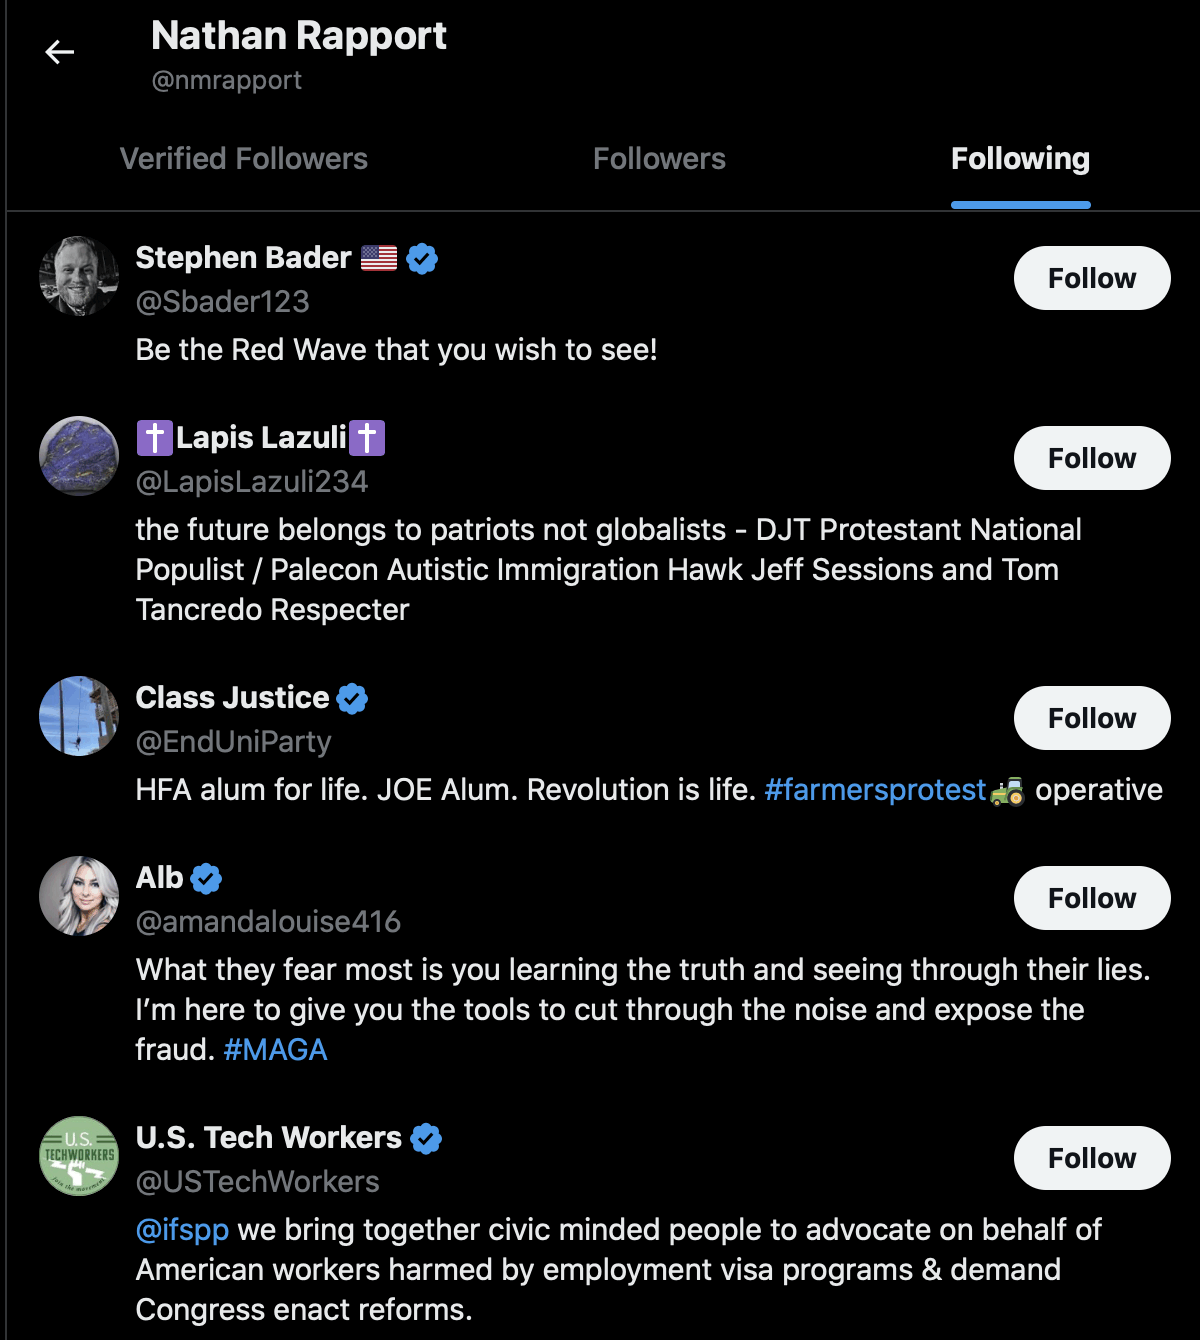 Nathan Rapport
@nmrapport
Verified Followers
Followers
Following
Stephen Bader 🇺🇸
@Sbader123
Follow
Be the Red Wave that you wish to see!
✝️Lapis Lazuli✝️
@LapisLazuli234
Follow
the future belongs to patriots not globalists - DJT Protestant National
Populist / Palecon Autistic Immigration Hawk Jeff Sessions and Tom
Tancredo Respecter
Class Justice
@EndUniParty
Follow
HFA alum for life. JOE Alum. Revolution is life. #farmersprotest🚜 operative
Alb
@amandalouise416
Follow
What they fear most is you learning the truth and seeing through their lies.
I’m here to give you the tools to cut through the noise and expose the
fraud. #MAGA
U.S.
TECHWORKERS
join the movement
U.S. Tech Workers
@USTechWorkers
Follow
@ifspp we bring together civic minded people to advocate on behalf of
American workers harmed by employment visa programs & demand
Congress enact reforms.